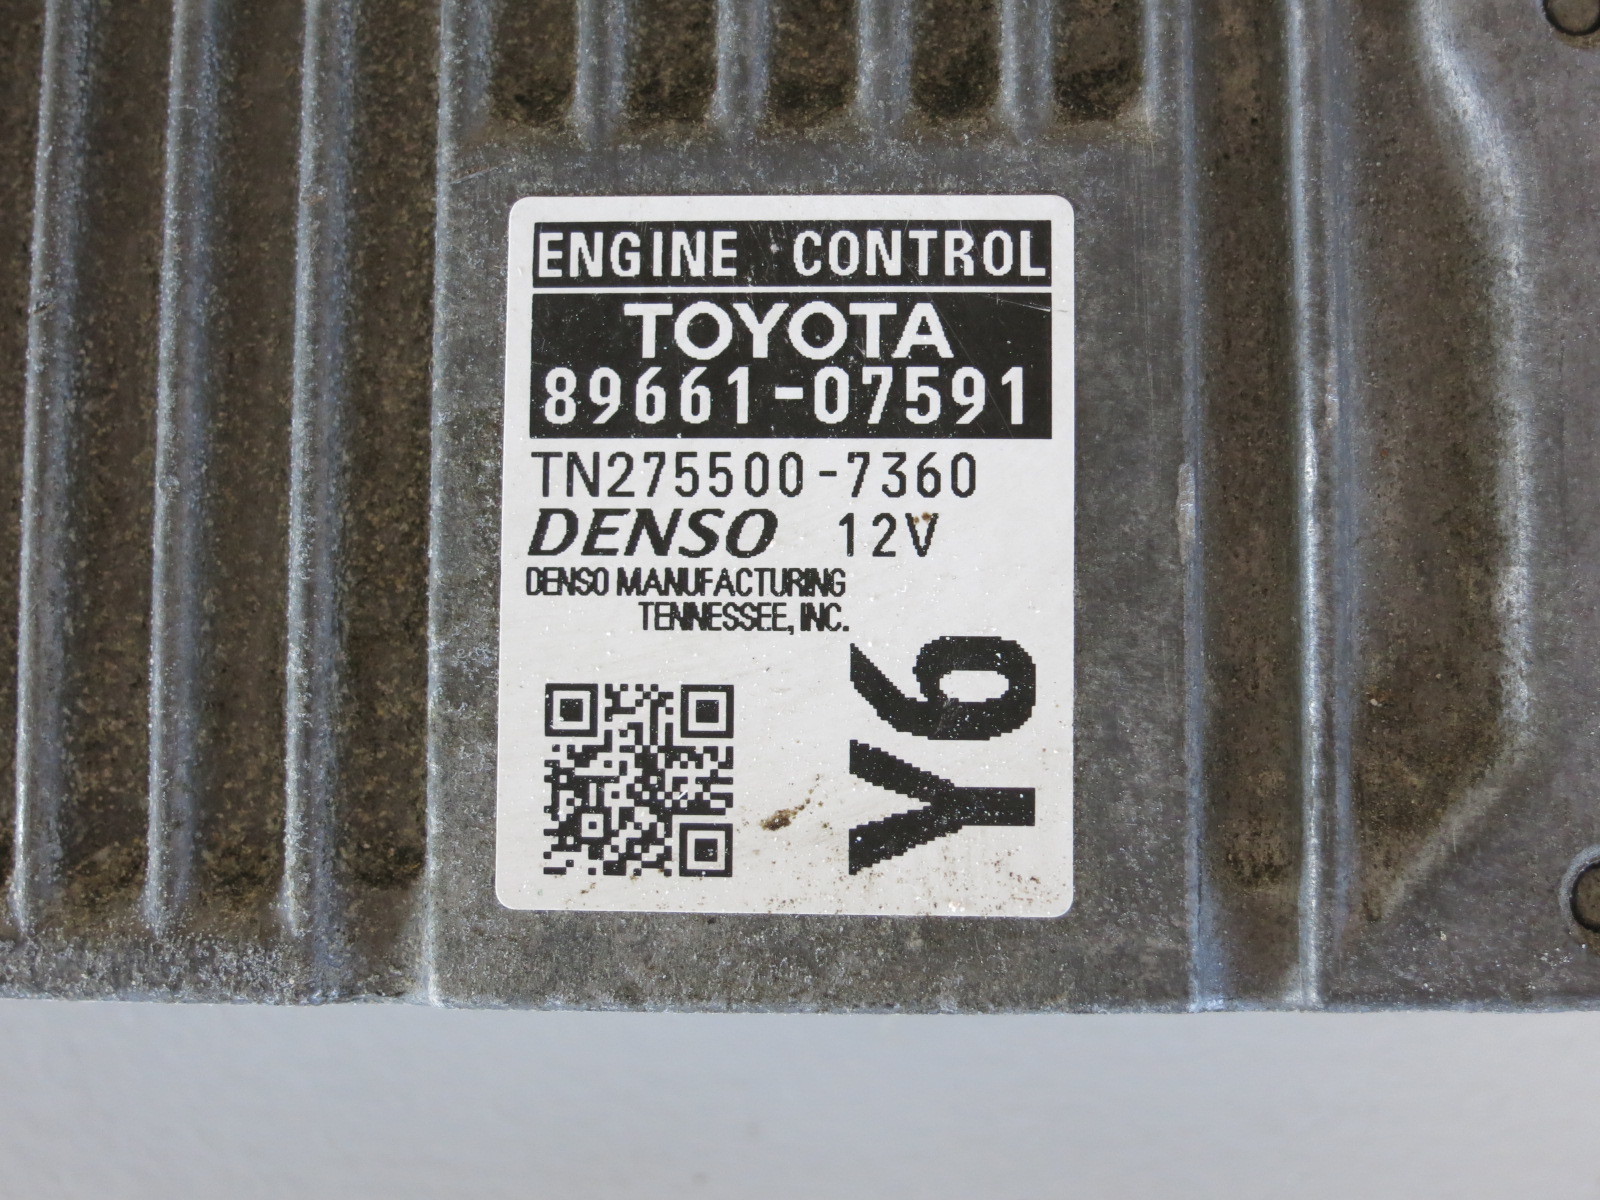 ENGINE CONTROL
TOYOTA
89661-07591
TN275500-7360
DENSO 12V
DENSO MANUFACTURING
TENNESSEE, INC.
Y6